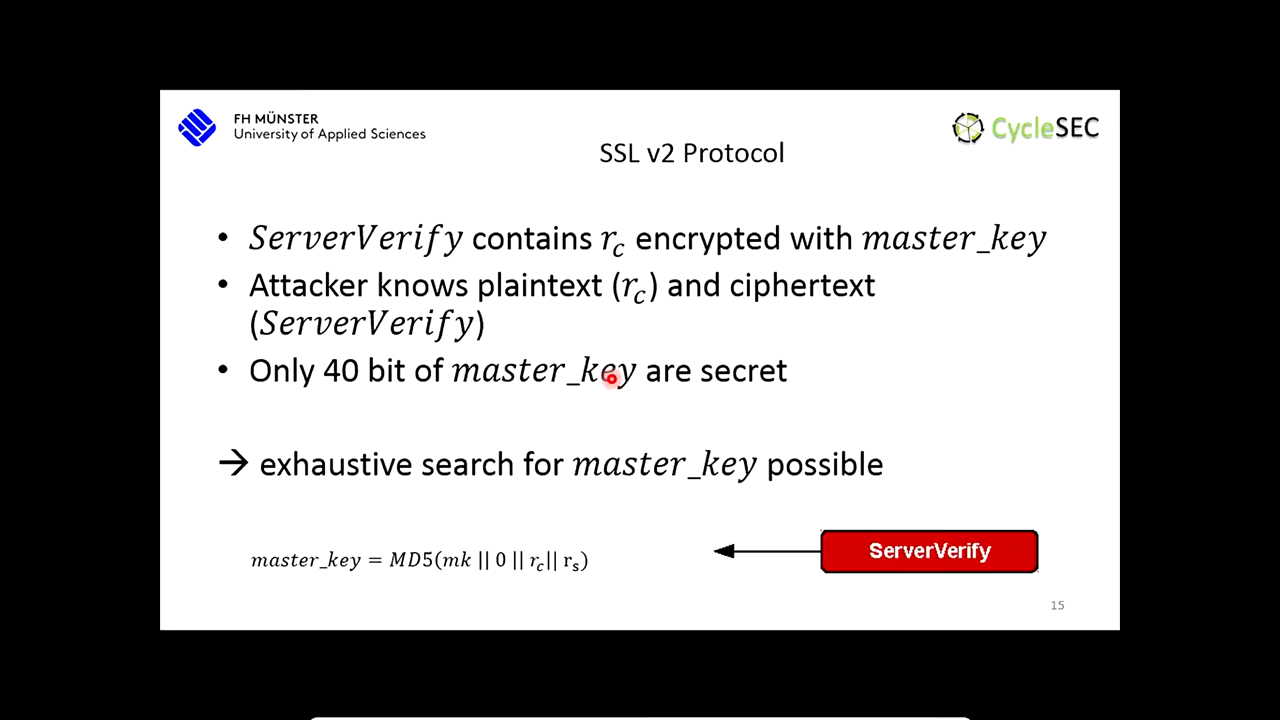 FH MÜNSTER
University of Applied Sciences
CycleSEC
SSL v2 Protocol
• ServerVerify contains r_c encrypted with master_key
• Attacker knows plaintext (r_c) and ciphertext
(ServerVerify)
• Only 40 bit of master_key are secret
→ exhaustive search for master_key possible
master_key = MD5(mk || 0 || r_c|| r_s)
ServerVerify
15